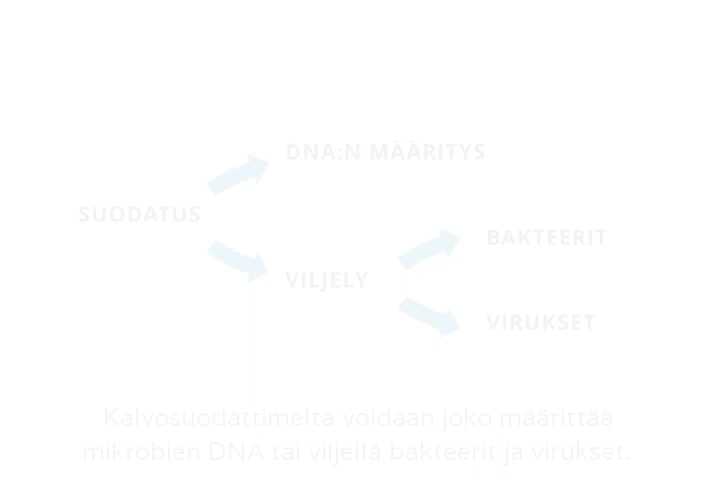 DNA:N MÄÄRITYS
SUODATUS
BAKTEERIT
VILJELY
VIRUKSET
Kalvosuodattimelta voidaan joko määrittää
mikrobien DNA tai viljellä bakteerit ja virukset.